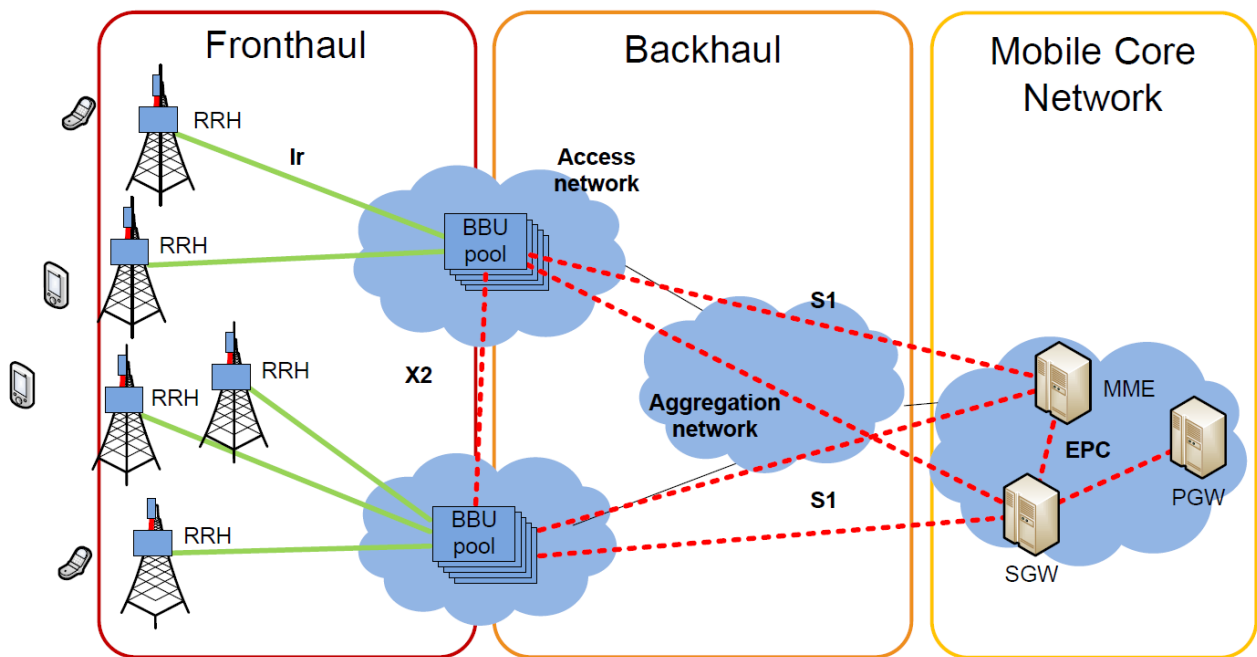 Fronthaul
Backhaul
Mobile Core
Network
RRH
Ir
Access
network
BBU
pool
RRH
S1
X2
RRH
RRH
MME
Aggregation
network
EPC
PGW
BBU
pool
S1
RRH
SGW